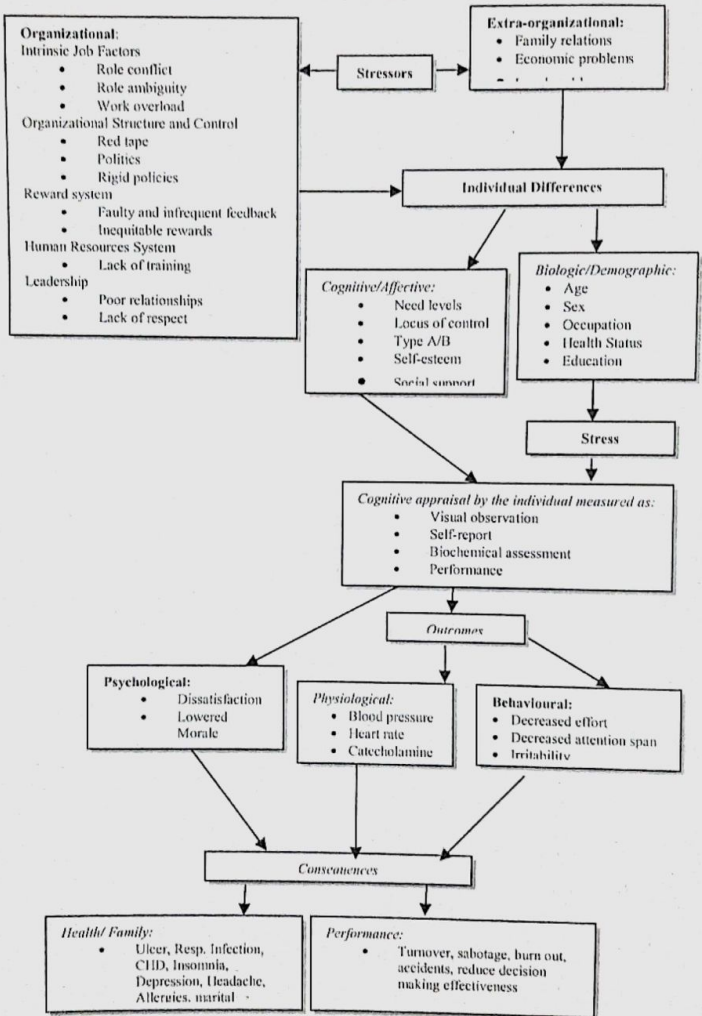 Organizational:
Intrinsic Job Factors
• Role conflict
• Role ambiguity
• Work overload
Organizational Structure and Control
• Red tape
• Politics
• Rigid policies
Reward system
• Faulty and infrequent feedback
• Inequitable rewards
Human Resources System
• Lack of training
Leadership
• Poor relationships
• Lack of respect
Stressors
Extra-organizational:
• Family relations
• Economic problems
Individual Differences
Cognitive/Affective:
• Need levels
• Locus of control
• Type A/B
• Self-esteem
• Social support
Biologic/Demographic:
• Age
• Sex
• Occupation
• Health Status
• Education
Stress
Cognitive appraisal by the individual measured as:
• Visual observation
• Self-report
• Biochemical assessment
• Performance
Outcomes
Psychological:
• Dissatisfaction
• Lowered
Morale
Physiological:
• Blood pressure
• Heart rate
• Catecholamine
Behavioural:
• Decreased effort
• Decreased attention span
• Irritability
Consequences
Health/ Family:
• Ulcer, Resp. Infection,
CHD, Insomnia,
Depression, Headache,
Allergies, marital
Performance:
• Turnover, sabotage, burn out,
accidents, reduce decision
making effectiveness